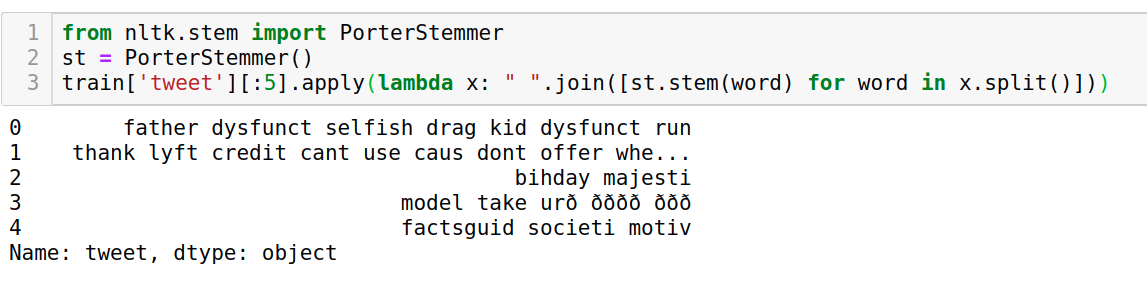 1 from nltk.stem import PorterStemmer
2 st = PorterStemmer()
3 train['tweet'][:5].apply(lambda x: " ".join([st.stem(word) for word in x.split()]))
0 father dysfunct selfish drag kid dysfunct run
1 thank lyft credit cant use caus dont offer whe...
2 bihday majesti
3 model take urð ðððð ððð
4 factsguid societi motiv
Name: tweet, dtype: object